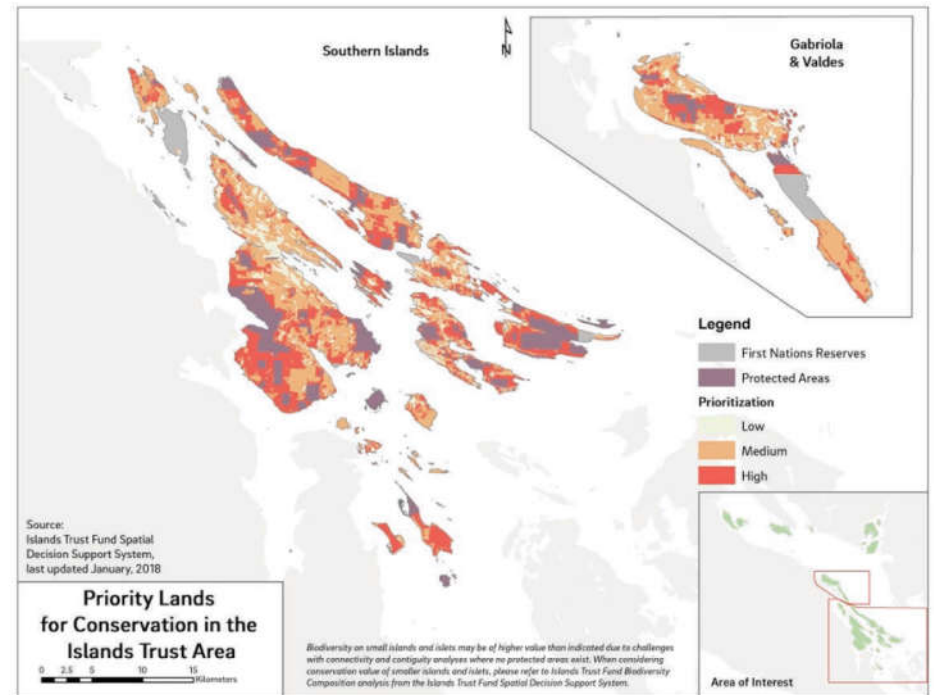 Southern Islands
N
Gabriola
& Valdes
Legend
First Nations Reserves
Protected Areas
Prioritization
Low
Medium
High
Source:
Islands Trust Fund Spatial
Decision Support System,
last updated January, 2018
Priority Lands
for Conservation in the
Islands Trust Area
0 2.5 5 10 15
Kilometers
Biodiversity on small islands and islets may be of higher value than indicated due to challenges
with connectivity and contiguity analyses where no protected areas exist. When considering
conservation value of smaller islands and islets, please refer to Islands Trust Fund Biodiversity
Composition analysis from the Islands Trust Fund Spatial Decision Support System.
Area of Interest